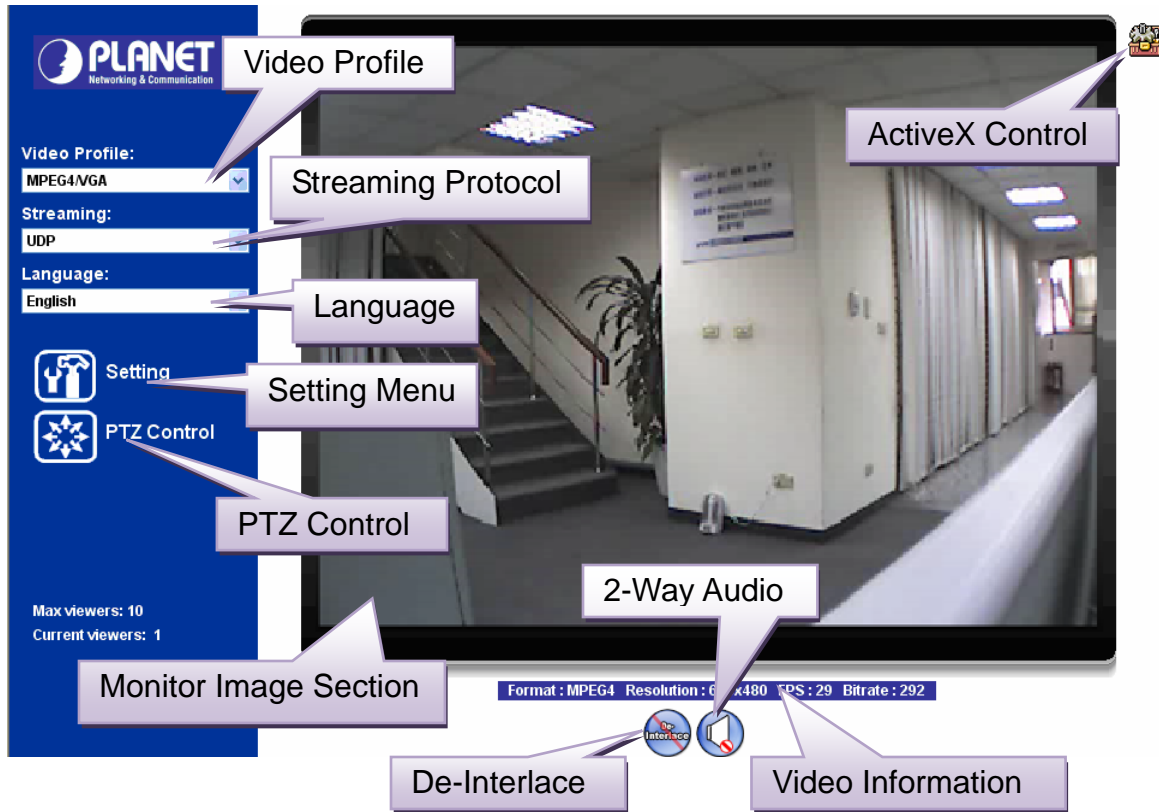 PLANET
Networking & Communication
Video Profile
ActiveX Control
Video Profile:
MPEG4/VGA
Streaming Protocol
Streaming:
UDP
Language:
English
Language
Setting
Setting Menu
PTZ Control
PTZ Control
2-Way Audio
Max viewers: 10
Current viewers: 1
Monitor Image Section
Format : MPEG4 Resolution : x480 FPS : 29 Bitrate : 292
De-Interlace
De-Interlace
Video Information